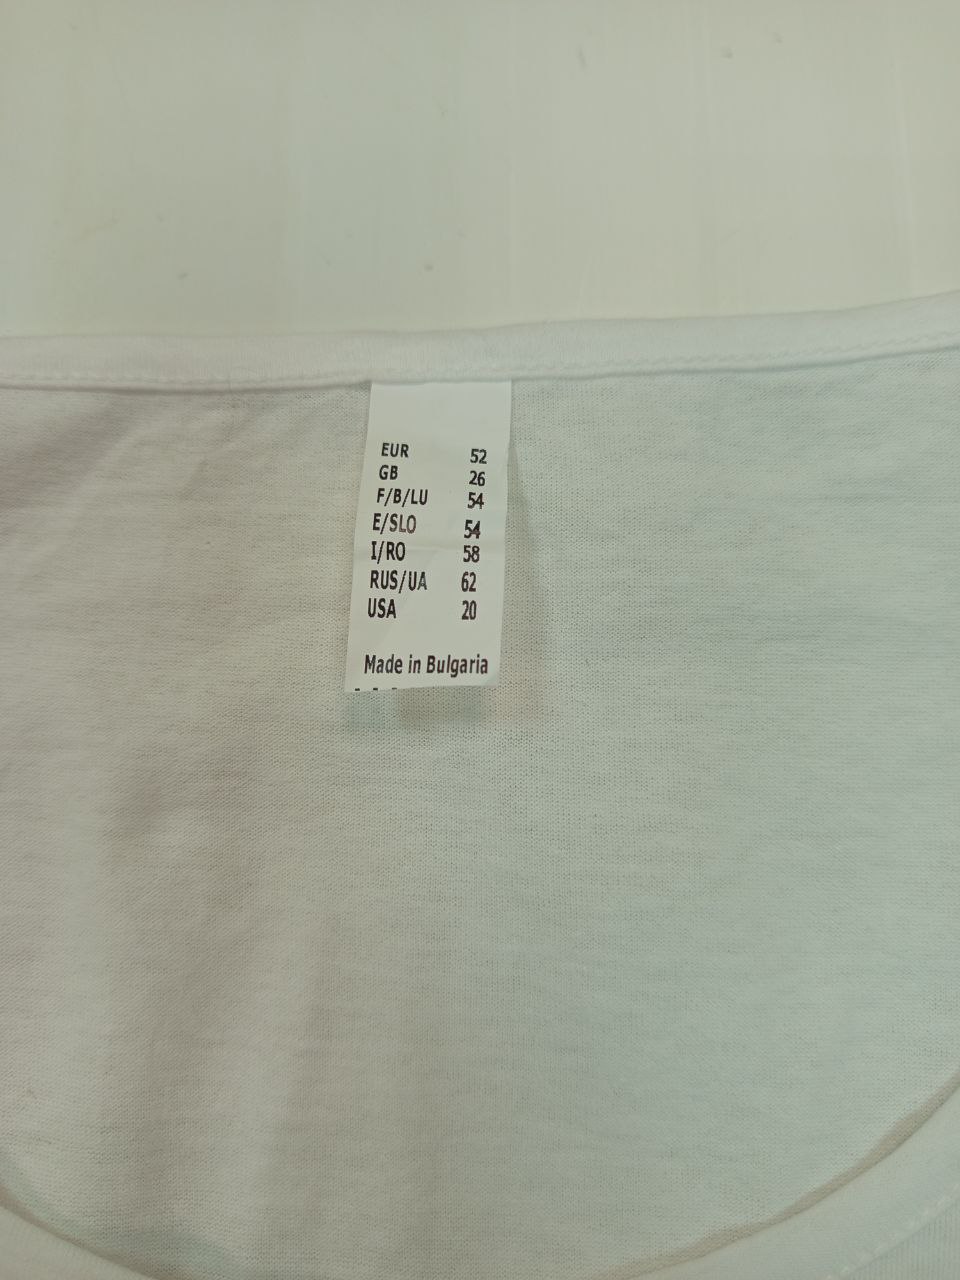 EUR 52
GB 26
F/B/LU 54
E/SLO 54
I/RO 58
RUS/UA 62
USA 20
Made in Bulgaria